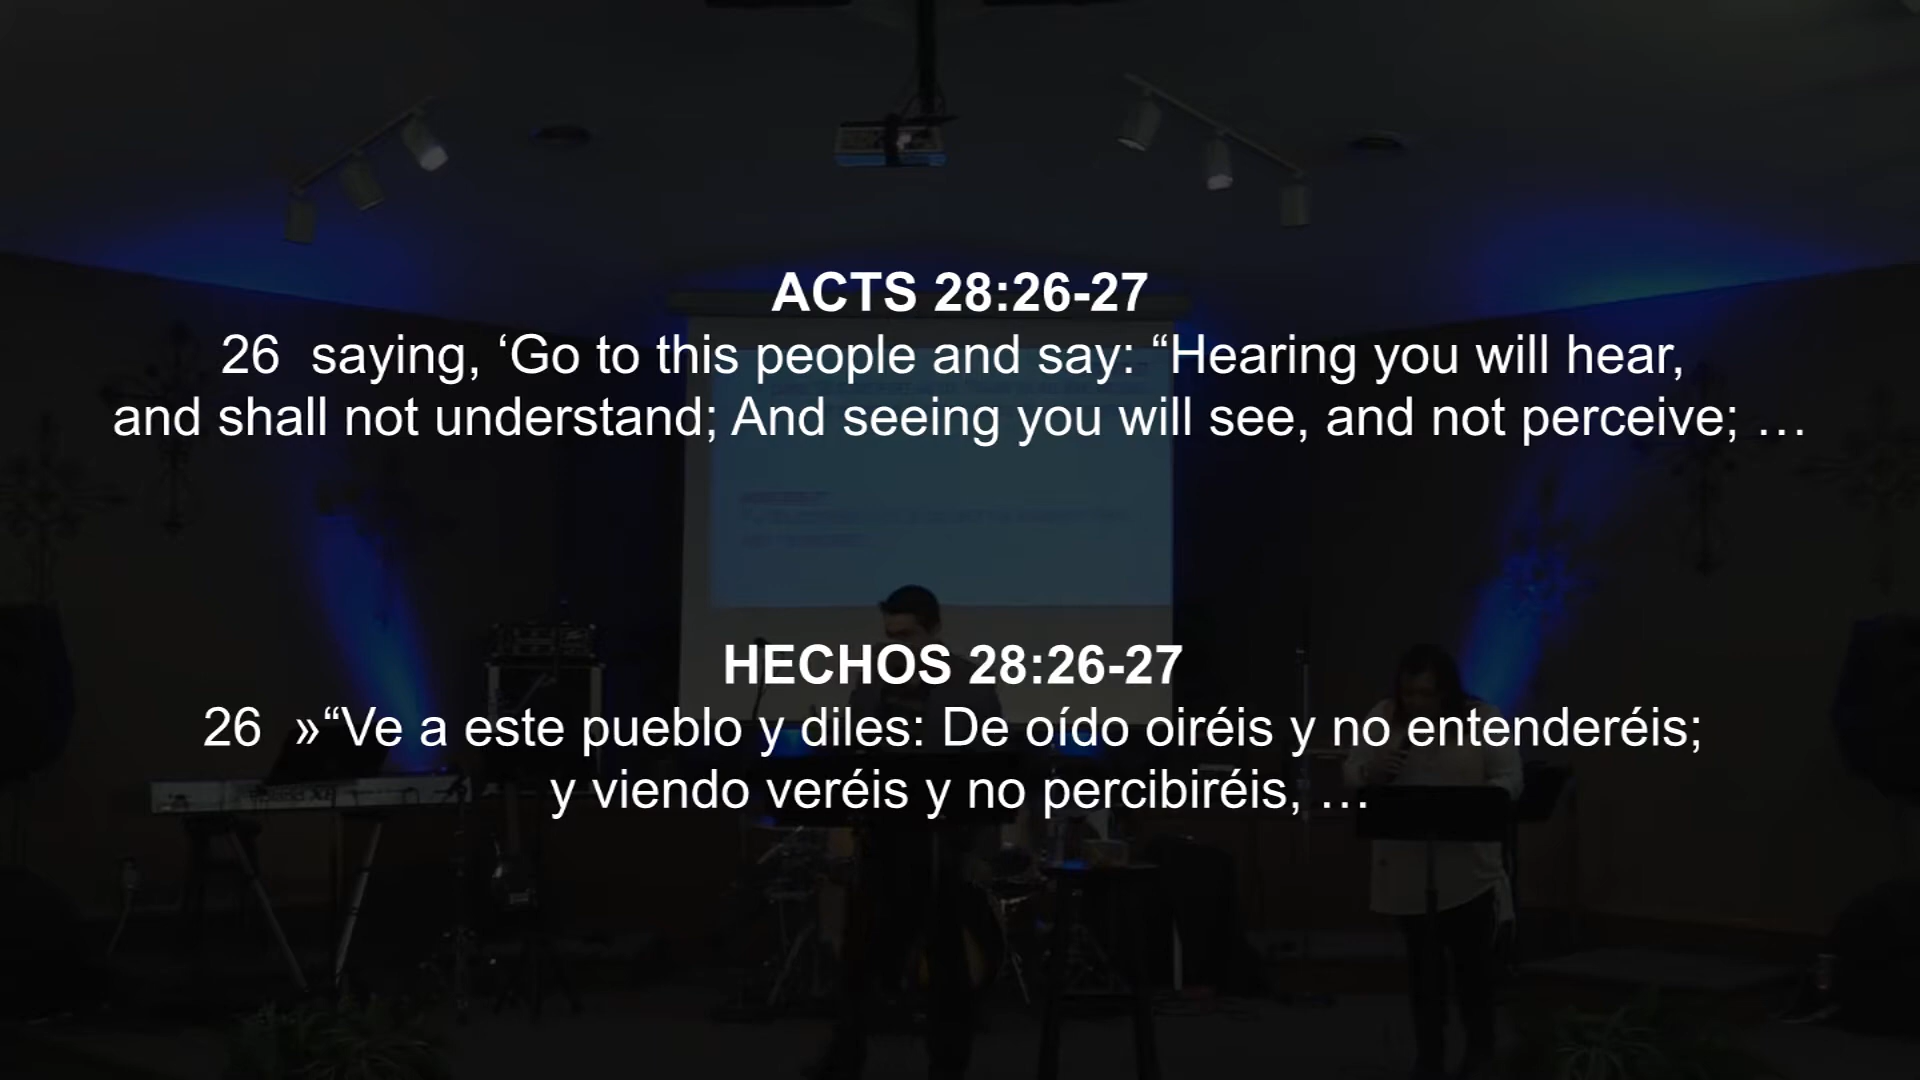 ACTS 28:26-27
26  saying, ‘Go to this people and say: “Hearing you will hear,
and shall not understand; And seeing you will see, and not perceive; …
HECHOS 28:26-27
26  »“Ve a este pueblo y diles: De oído oiréis y no entenderéis;
y viendo veréis y no percibiréis, …